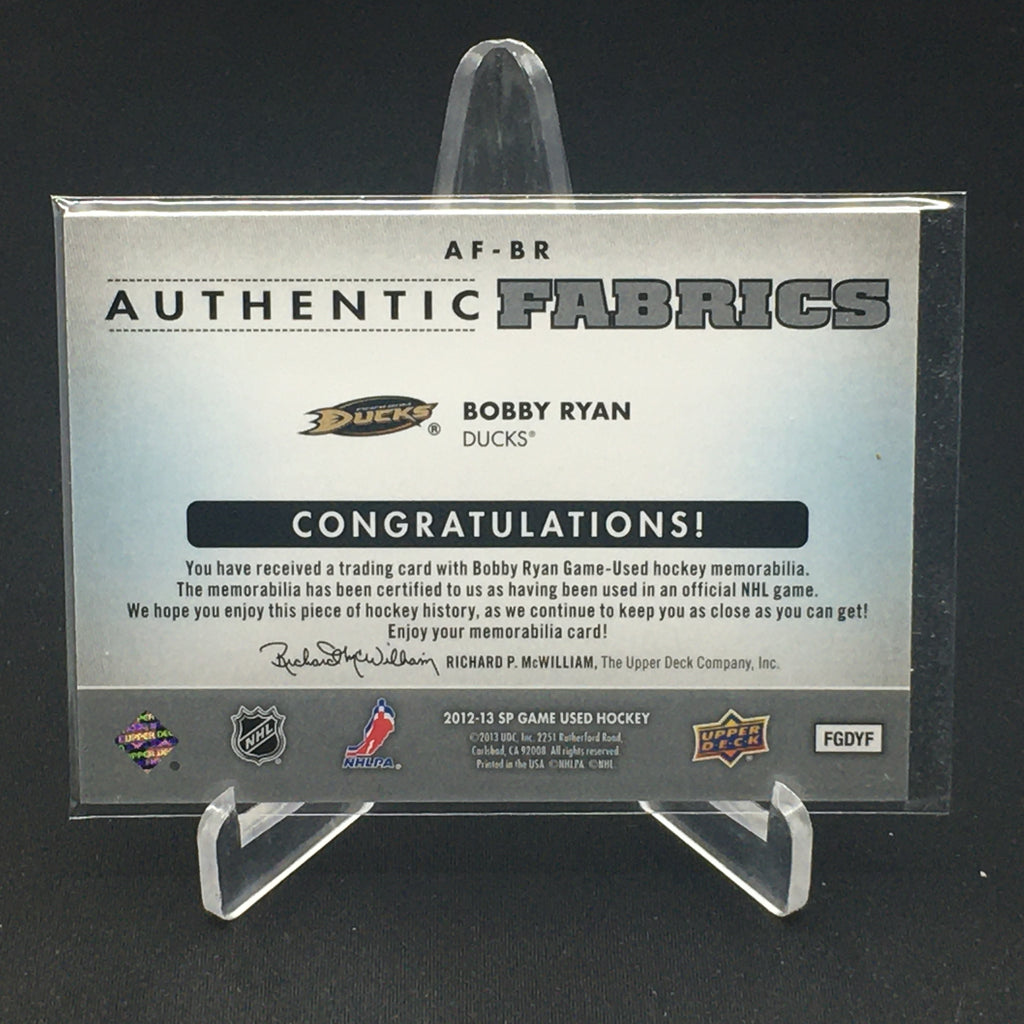 AF-BR
AUTHENTIC FABRICS
DUCKS®
BOBBY RYAN
DUCKS®
CONGRATULATIONS!
You have received a trading card with Bobby Ryan Game-Used hockey memorabilia.
The memorabilia has been certified to us as having been used in an official NHL game.
We hope you enjoy this piece of hockey history, as we continue to keep you as close as you can get!
Enjoy your memorabilia card!
Richard McWilliam RICHARD P. McWILLIAM, The Upper Deck Company, Inc.
UPPER DE
NHL
NHLPA®
2012-13 SP GAME USED HOCKEY
©2013 UDC, Inc. 2251 Rutherford Road,
Carlsbad, CA 92008 All rights reserved.
Printed in the USA ©NHLPA ©NHL
UPPER
DECK
FGDYF